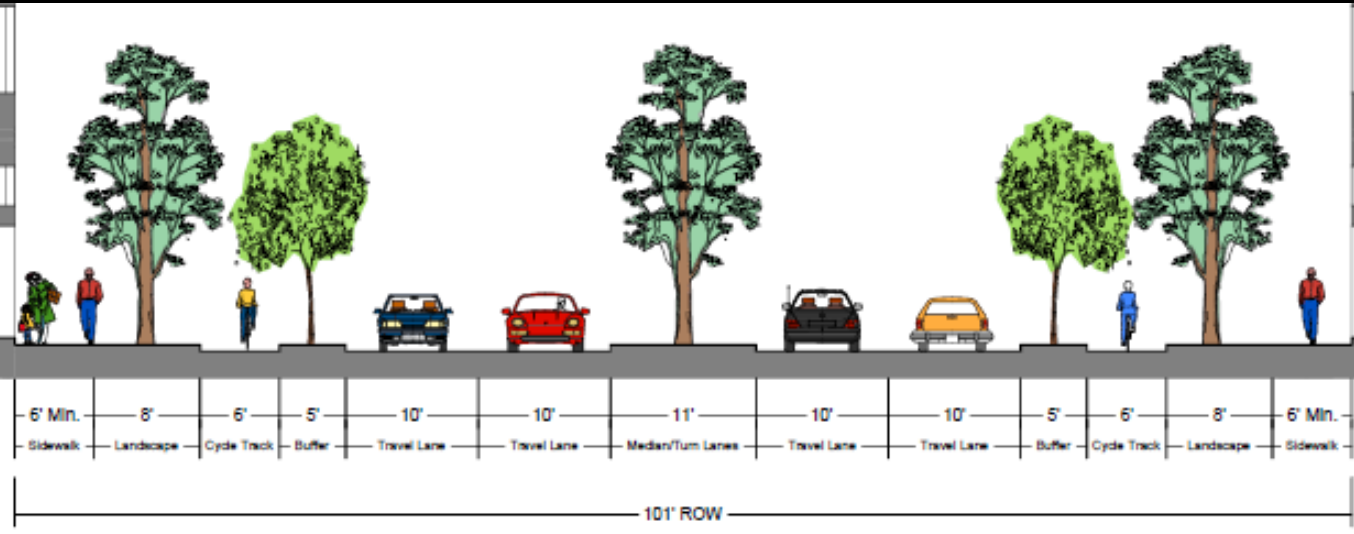 6' Min. 8' 6' 5' 10' 10' 11' 10' 10' 5' 6' 8' 6' Min.
Sidewalk Landscape Cycle Track Buffer Travel Lane Travel Lane Median/Turn Lanes Travel Lane Travel Lane Buffer Cycle Track Landscape Sidewalk
101' ROW